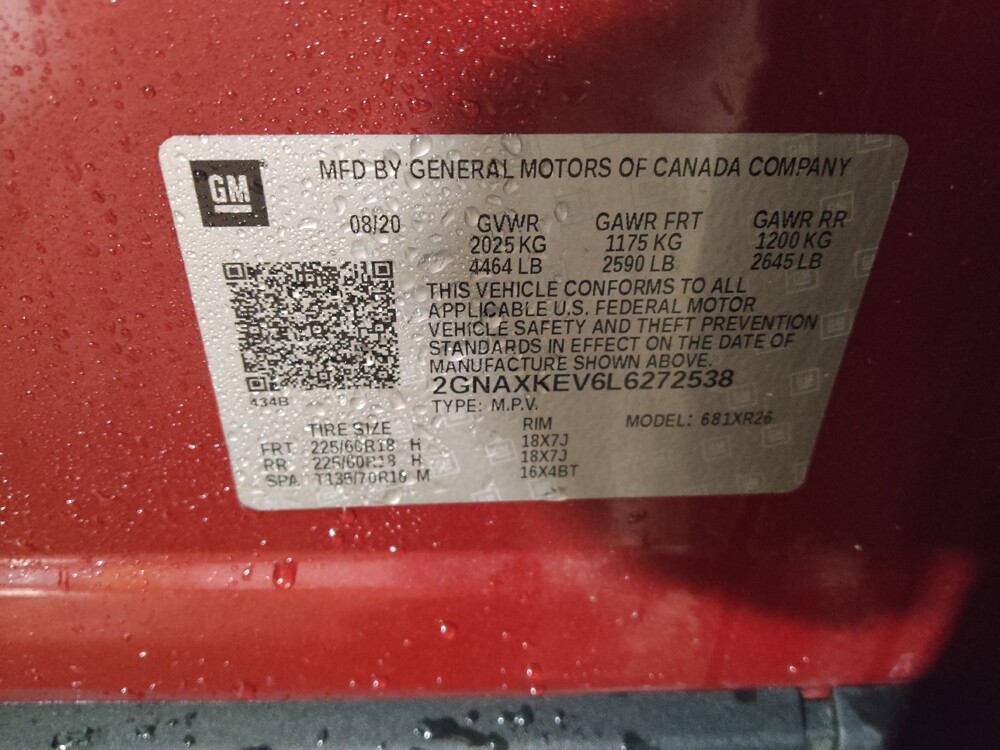 GM
MFD BY GENERAL MOTORS OF CANADA COMPANY
08/20 GVWR GAWR FRT GAWR RR
2025 KG 1175 KG 1200 KG
4464 LB 2590 LB 2645 LB
THIS VEHICLE CONFORMS TO ALL
APPLICABLE U.S. FEDERAL MOTOR
VEHICLE SAFETY AND THEFT PREVENTION
STANDARDS IN EFFECT ON THE DATE OF
MANUFACTURE SHOWN ABOVE.
2GNAXKEV6L6272538
434B
TYPE: M.P.V.
MODEL: 681XR26
TIRE SIZE RIM
FRT 225/60R18 H 18X7J
RR 225/60R18 H 18X7J
SPA T135/70R16 M 16X4BT